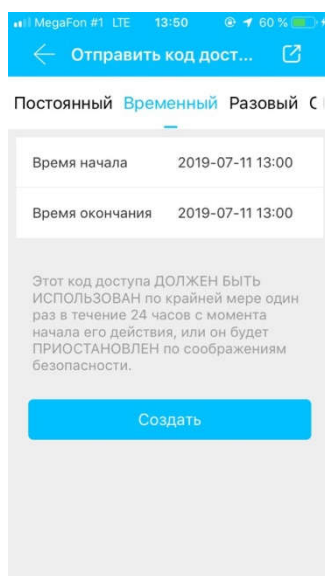 MegaFon #1 LTE 13:50 60 %
Отправить код дост...
Постоянный Временный Разовый
Время начала 2019-07-11 13:00
Время окончания 2019-07-11 13:00
Этот код доступа ДОЛЖЕН БЫТЬ
ИСПОЛЬЗОВАН по крайней мере один
раз в течение 24 часов с момента
начала его действия, или он будет
ПРИОСТАНОВЛЕН по соображениям
безопасности.
Создать